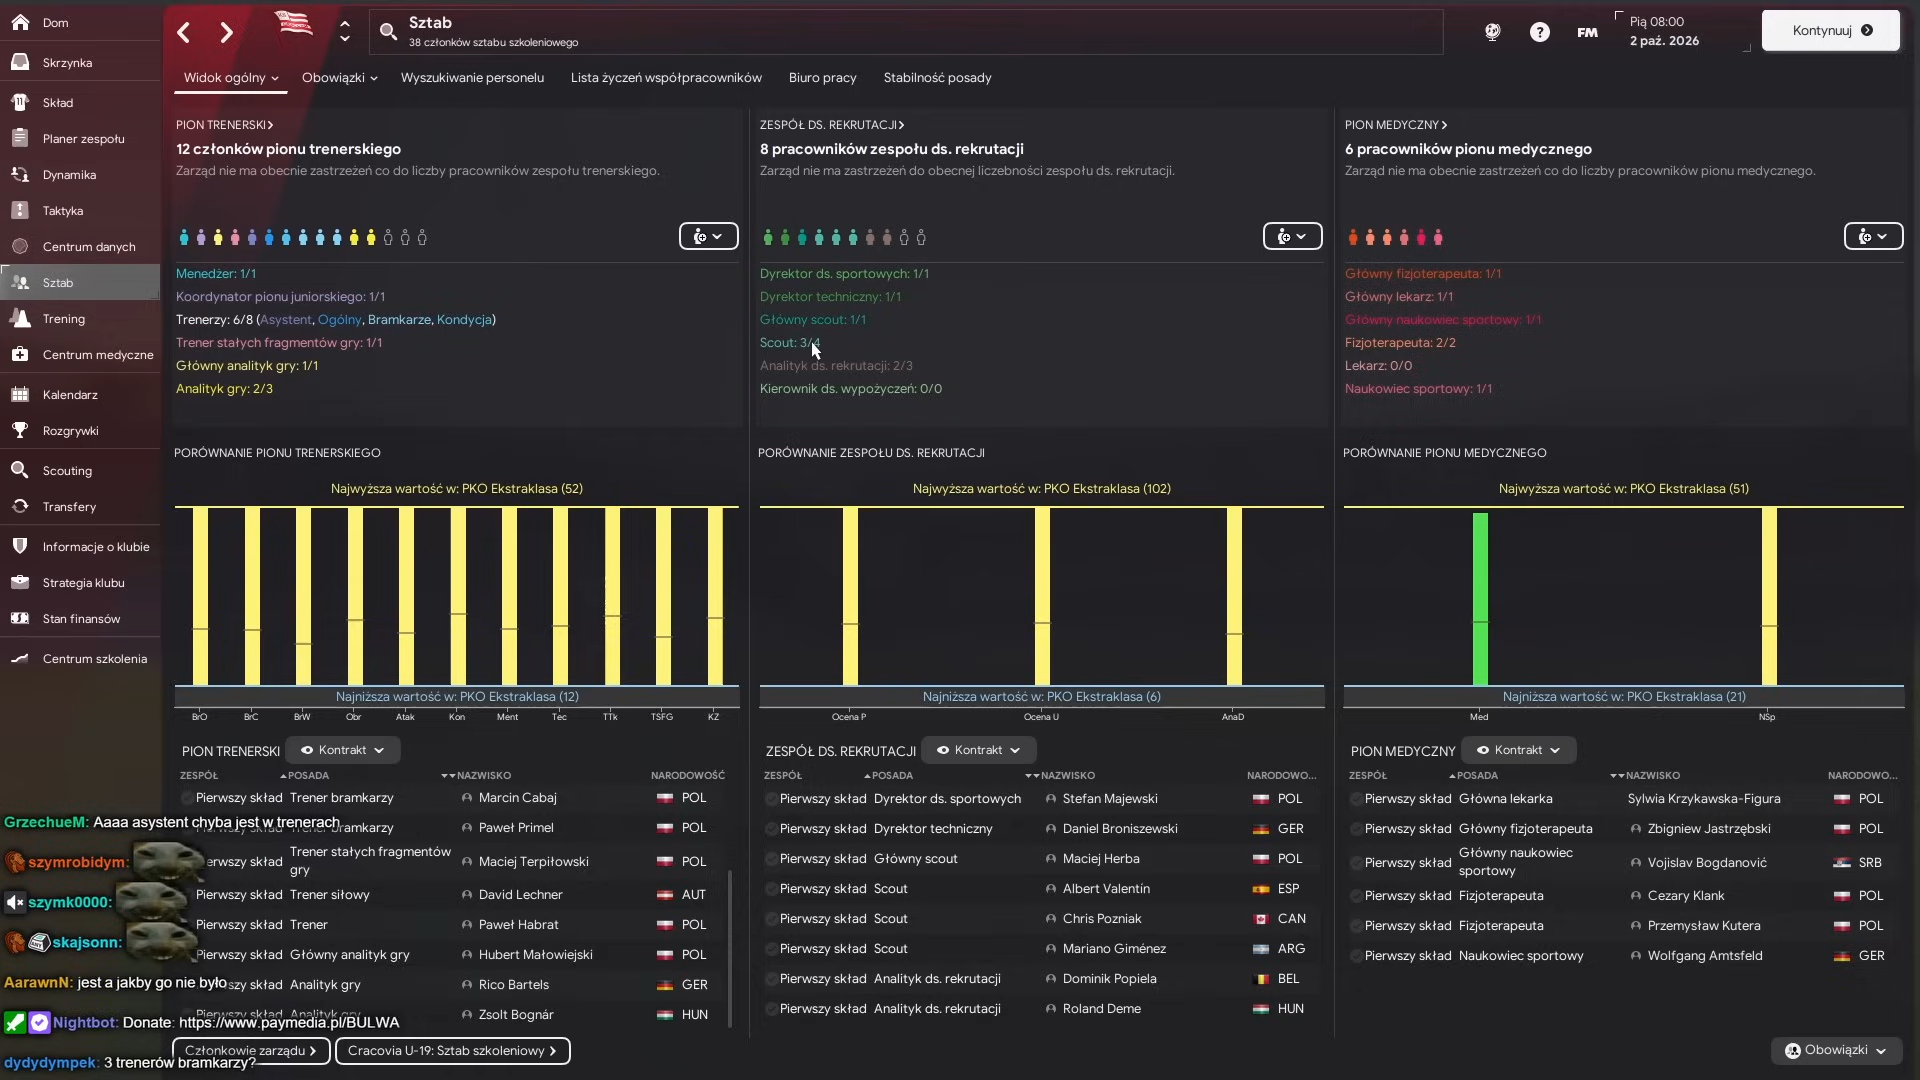 Dom
Skrzynka
Skład
Planer zespołu
Dynamika
Taktyka
Centrum danych
Sztab
Trening
Centrum medyczne
Kalendarz
Rozgrywki
Scouting
Transfery
Informacje o klubie
Strategia klubu
Stan finansów
Centrum szkolenia
Sztab
38 członków sztabu szkoleniowego
FM
Pią 08:00
2 paź. 2026
Kontynuuj
Widok ogólny
Obowiązki
Wyszukiwanie personelu
Lista życzeń współpracowników
Biuro pracy
Stabilność posady
PION TRENERSKI
12 członków pionu trenerskiego
Zarząd nie ma obecnie zastrzeżeń co do liczby pracowników zespołu trenerskiego.
Menedżer: 1/1
Koordynator pionu juniorskiego: 1/1
Trenerzy: 6/8 (Asystent, Ogólny, Bramkarze, Kondycja)
Trener stałych fragmentów gry: 1/1
Główny analityk gry: 1/1
Analityk gry: 2/3
ZESPÓŁ DS. REKRUTACJI
8 pracowników zespołu ds. rekrutacji
Zarząd nie ma zastrzeżeń do obecnej liczebności zespołu ds. rekrutacji.
Dyrektor ds. sportowych: 1/1
Dyrektor techniczny: 1/1
Główny scout: 1/1
Scout: 3/4
Analityk ds. rekrutacji: 2/3
Kierownik ds. wypożyczeń: 0/0
PION MEDYCZNY
6 pracowników pionu medycznego
Zarząd nie ma obecnie zastrzeżeń co do liczby pracowników pionu medycznego.
Główny fizjoterapeuta: 1/1
Główny lekarz: 1/1
Główny naukowiec sportowy: 1/1
Fizjoterapeuta: 2/2
Lekarz: 0/0
Naukowiec sportowy: 1/1
PORÓWNANIE PIONU TRENERSKIEGO
Najwyższa wartość w: PKO Ekstraklasa (52)
Najniższa wartość w: PKO Ekstraklasa (12)
BrO BrC BrW Obr Atak Kon Ment Tec TTk TSFG KZ
PORÓWNANIE ZESPOŁU DS. REKRUTACJI
Najwyższa wartość w: PKO Ekstraklasa (102)
Najniższa wartość w: PKO Ekstraklasa (6)
Ocena P Ocena U AnaD
PORÓWNANIE PIONU MEDYCZNEGO
Najwyższa wartość w: PKO Ekstraklasa (51)
Najniższa wartość w: PKO Ekstraklasa (21)
Med NSp
PION TRENERSKI Kontrakt
ZESPÓŁ POSADA NAZWISKO NARODOWOŚĆ
Pierwszy skład Trener bramkarzy Marcin Cabaj POL
bramkarzy Paweł Primel POL
erwszy skład Trener stałych fragmentów gry Maciej Terpiłowski POL
erwszy skład Trener siłowy David Lechner AUT
Pierwszy skład Trener Paweł Habrat POL
erwszy skład Główny analityk gry Hubert Małowiejski POL
szy skład Analityk gry Rico Bartels GER
Analityk gry Zsolt Bognár HUN
ZESPÓŁ DS. REKRUTACJI Kontrakt
ZESPÓŁ POSADA NAZWISKO NARODOWO...
Pierwszy skład Dyrektor ds. sportowych Stefan Majewski POL
Pierwszy skład Dyrektor techniczny Daniel Broniszewski GER
Pierwszy skład Główny scout Maciej Herba POL
Pierwszy skład Scout Albert Valentín ESP
Pierwszy skład Scout Chris Pozniak CAN
Pierwszy skład Scout Mariano Giménez ARG
Pierwszy skład Analityk ds. rekrutacji Dominik Popiela BEL
Pierwszy skład Analityk ds. rekrutacji Roland Deme HUN
PION MEDYCZNY Kontrakt
ZESPÓŁ POSADA NAZWISKO NARODOWO...
Pierwszy skład Główna lekarka Sylwia Krzykawska-Figura POL
Pierwszy skład Główny fizjoterapeuta Zbigniew Jastrzębski POL
Pierwszy skład Główny naukowiec sportowy Vojislav Bogdanović SRB
Pierwszy skład Fizjoterapeuta Cezary Klank POL
Pierwszy skład Fizjoterapeuta Przemysław Kutera POL
Pierwszy skład Naukowiec sportowy Wolfgang Amtsfeld GER
GrzechueM: Aaaa asystent chyba jest w trenerach
szymrobidym:
szymk0000:
skajsonn:
AarawnN: jest a jakby go nie było
Nightbot: Donate: https://www.paymedia.pl/BULWA
dydydympek: 3 trenerów bramkarzy?
Członkowie zarządu
Cracovia U-19: Sztab szkoleniowy
Obowiązki